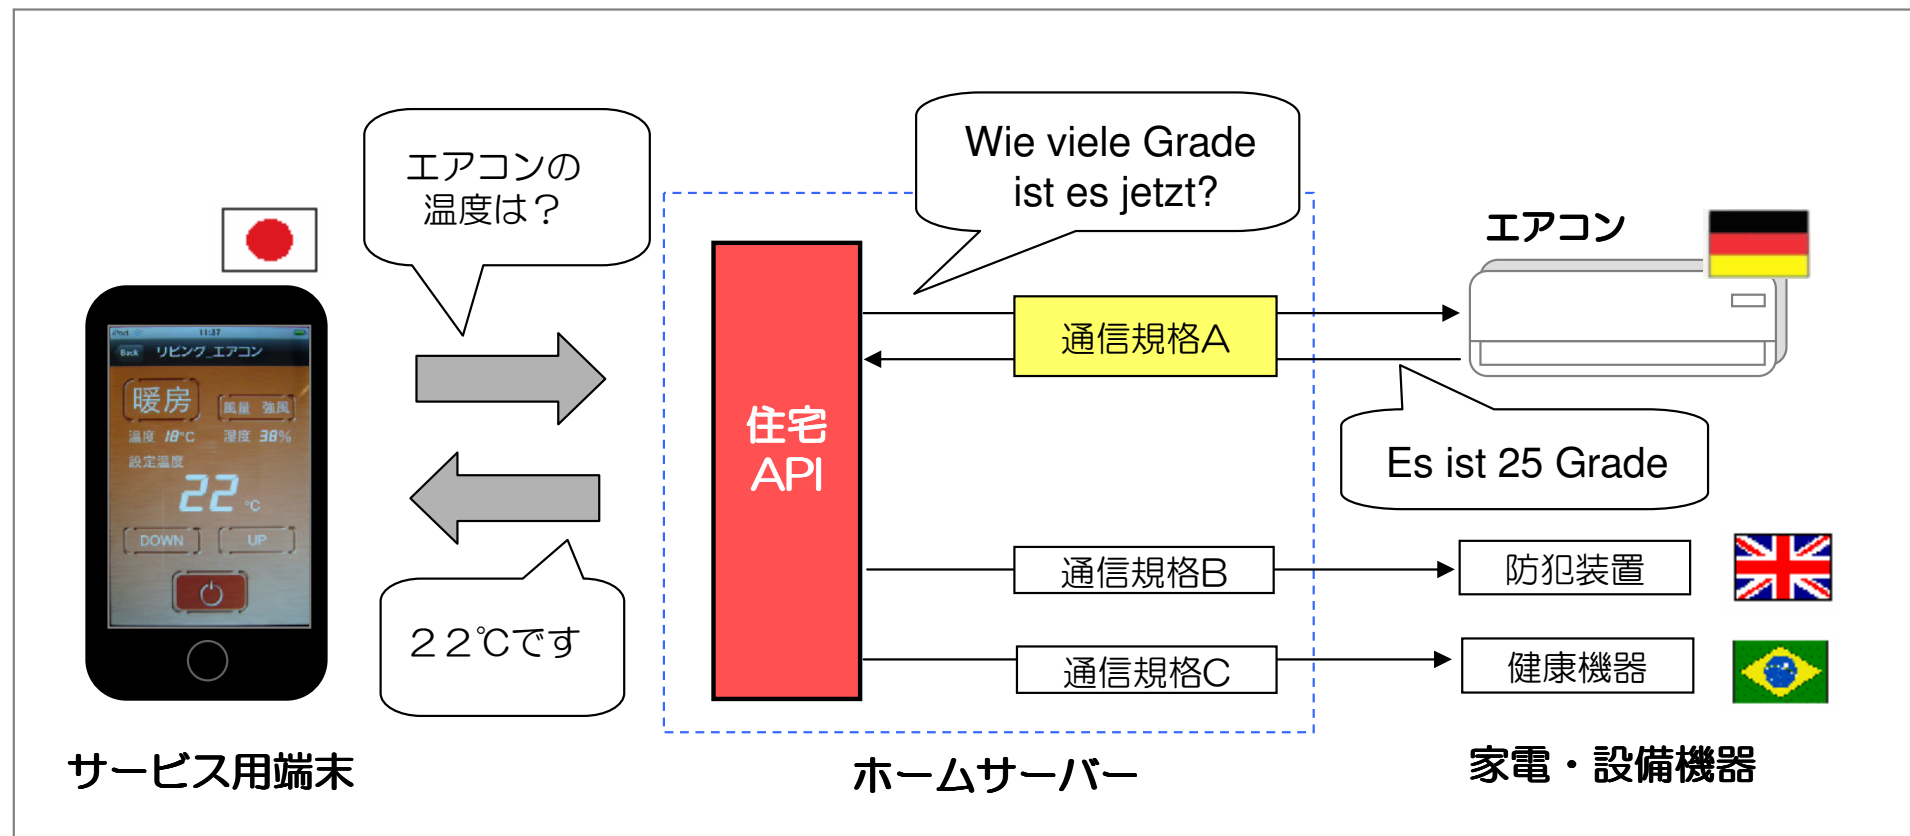 エアコンの
温度は？
Wie viele Grade
ist es jetzt?
エアコン
iPod
11:37
Back
リビング_エアコン
暖房
風量 強風
温度 18℃
湿度 38%
設定温度
22 ℃
DOWN
UP
通信規格A
住宅
API
Es ist 25 Grade
２２℃です
通信規格B
防犯装置
通信規格C
健康機器
サービス用端末
ホームサーバー
家電・設備機器